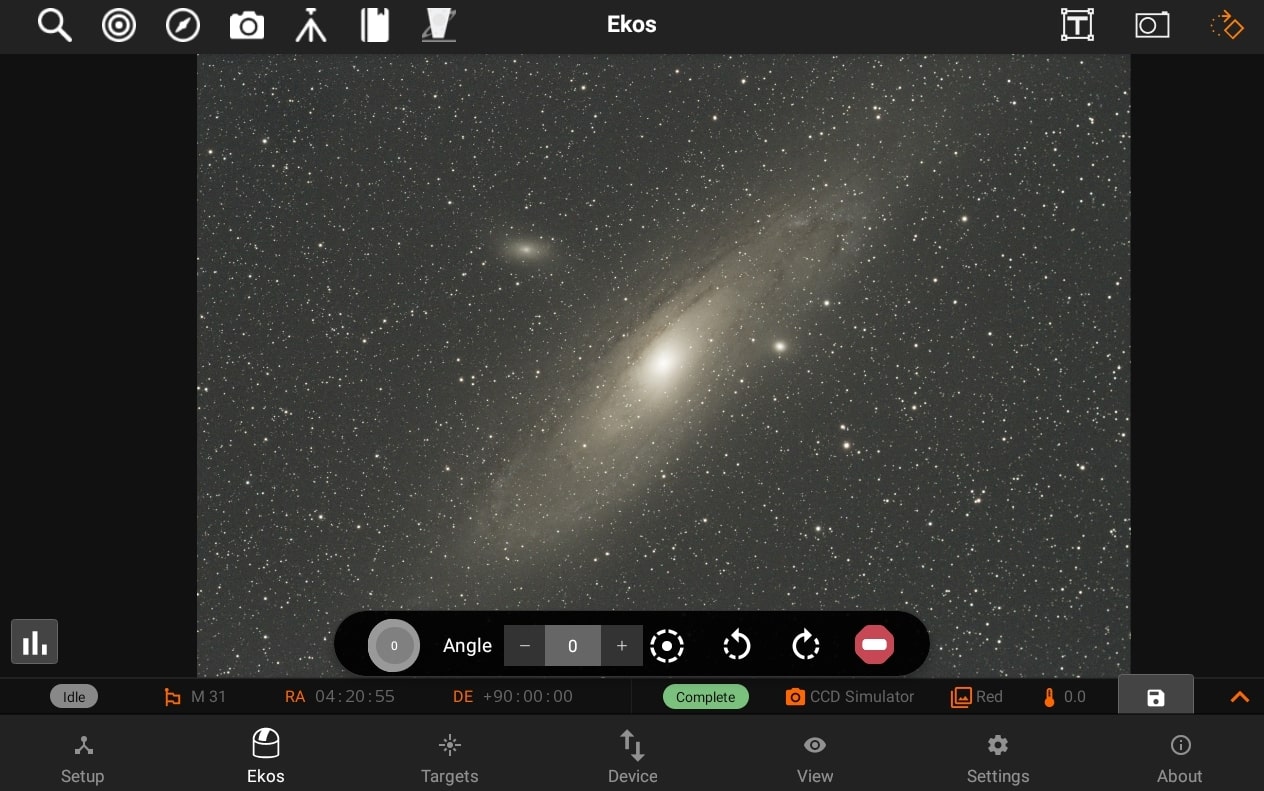 Ekos
0 Angle − 0 +
Idle M 31 RA 04:20:55 DE +90:00:00 Complete CCD Simulator Red 0.0
Setup Ekos Targets Device View Settings About